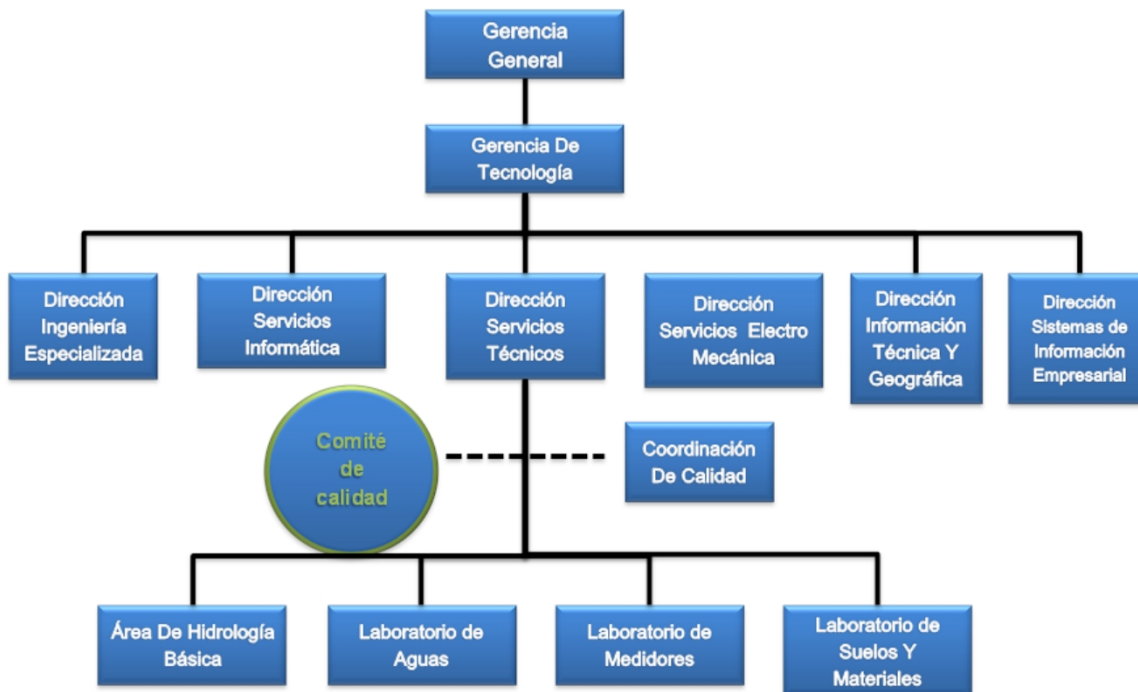 Gerencia
General
Gerencia De
Tecnología
Dirección
Ingeniería
Especializada
Dirección
Servicios
Informática
Dirección
Servicios
Técnicos
Dirección
Servicios Electro
Mecánica
Dirección
Información
Técnica Y
Geográfica
Dirección
Sistemas de
Información
Empresarial
Comité
de
calidad
Coordinación
De Calidad
Área De Hidrología
Básica
Laboratorio de
Aguas
Laboratorio de
Medidores
Laboratorio de
Suelos Y
Materiales